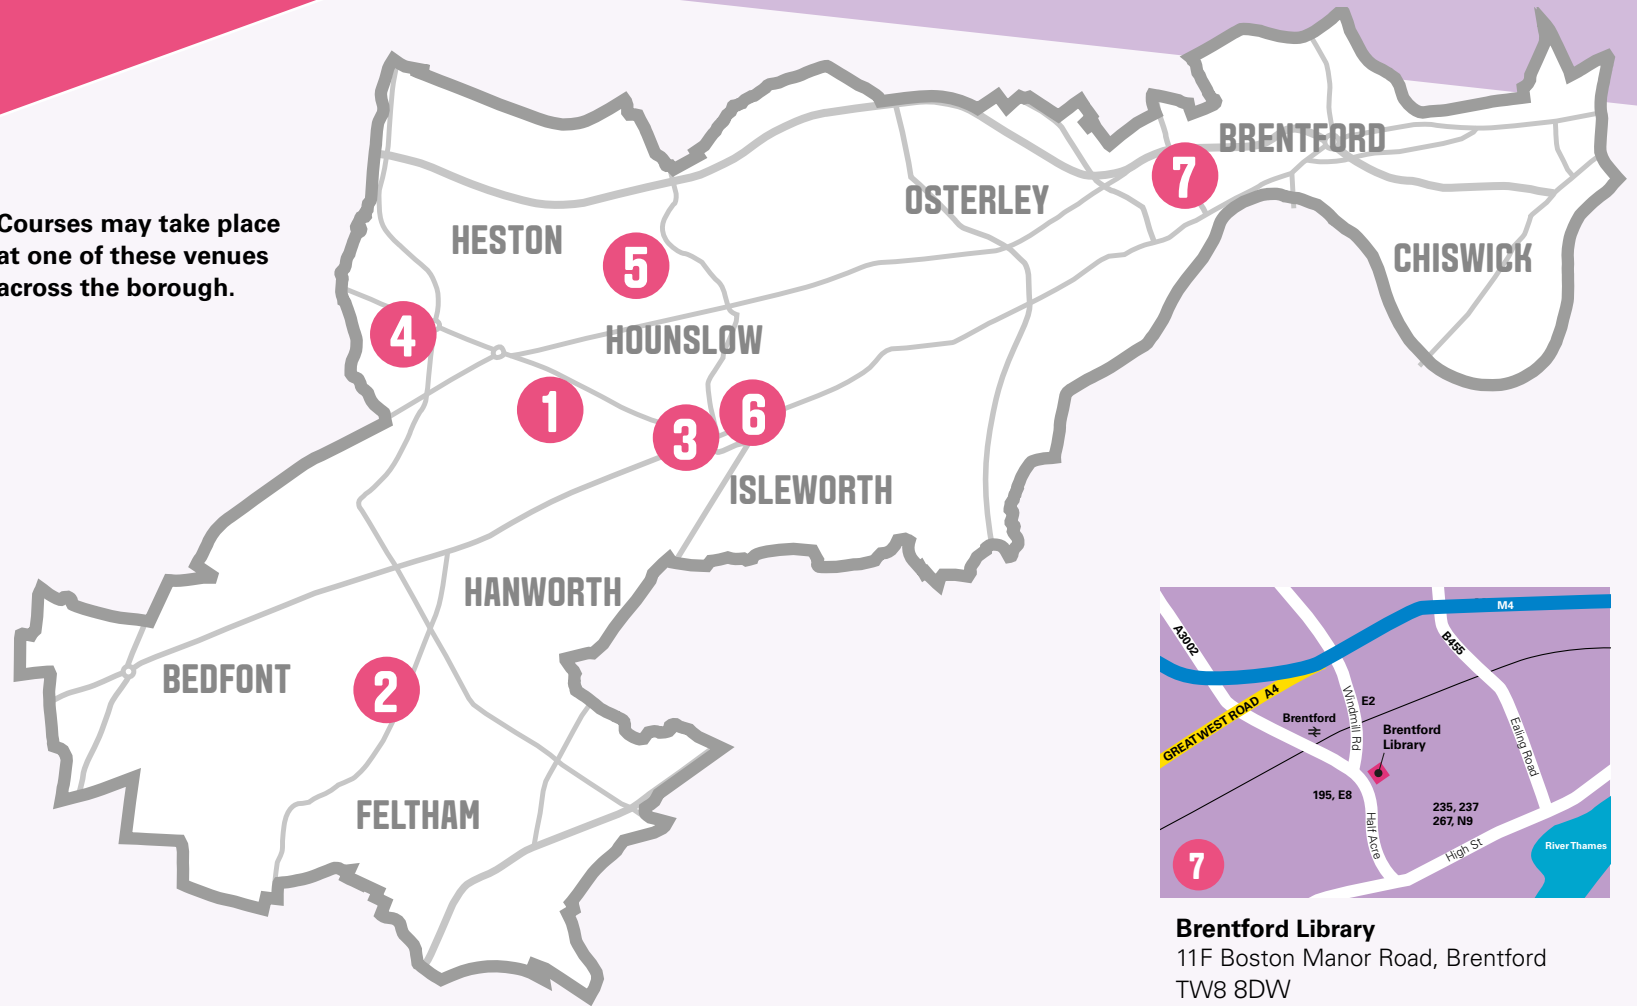 Courses may take place
at one of these venues
across the borough.
BRENTFORD
7
OSTERLEY
HESTON
5
CHISWICK
4
HOUNSLOW
1
6
3
ISLEWORTH
HANWORTH
BEDFONT
2
FELTHAM
M4
A3002
B455
GREAT WEST ROAD A4
Windmill Rd
E2
Brentford
Brentford
Library
Ealing Road
195, E8
235, 237
267, N9
Half Acre
High St
River Thames
7
Brentford Library
11F Boston Manor Road, Brentford
TW8 8DW